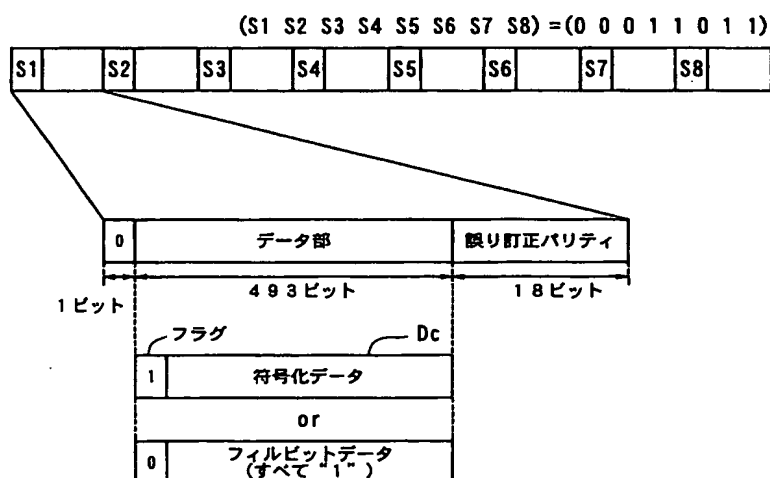 (S1 S2 S3 S4 S5 S6 S7 S8) =(0 0 0 1 1 0 1 1)
S1 S2 S3 S4 S5 S6 S7 S8
0 データ部 誤り訂正パリティ
1ビット 493ビット 18ビット
フラグ Dc
1 符号化データ
or
0 フィルビットデータ
(すべて "1" )